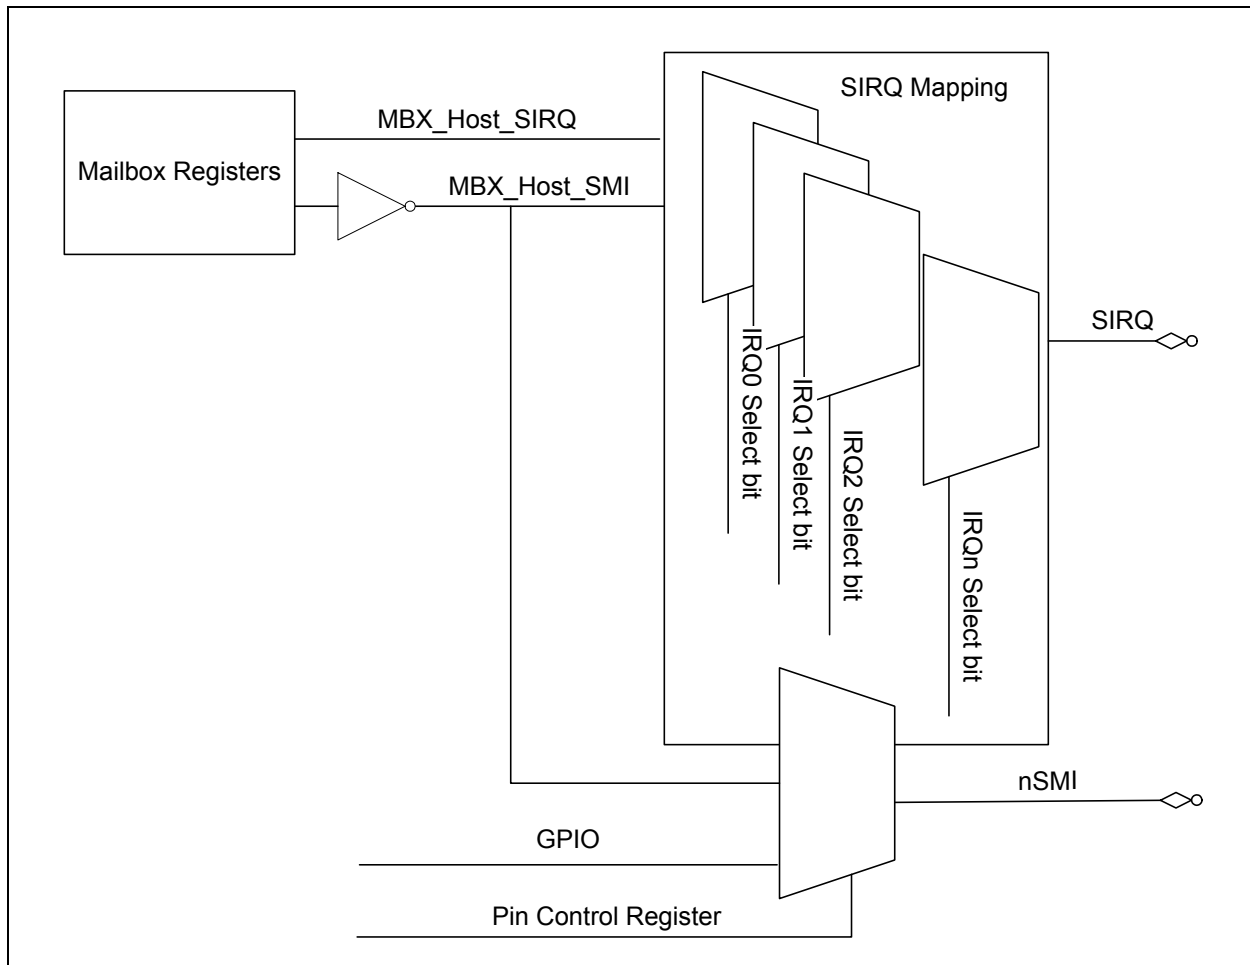 SIRQ Mapping
MBX_Host_SIRQ
Mailbox Registers
MBX_Host_SMI
SIRQ
IRQ0 Select bit
IRQ1 Select bit
IRQ2 Select bit
IRQn Select bit
nSMI
GPIO
Pin Control Register